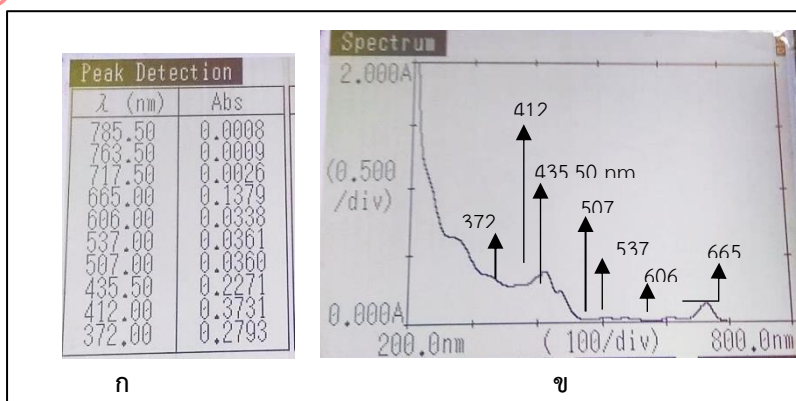 Peak Detection
λ (nm) Abs
785.50 0.0008
763.50 0.0009
717.50 0.0026
665.00 0.1379
606.00 0.0338
537.00 0.0361
507.00 0.0360
435.50 0.2271
412.00 0.3731
372.00 0.2793
ก
Spectrum
2.000A
(0.500
/div)
0.000A
200.0nm ( 100/div) 800.0nm
372
412
435.50 nm
507
537
606
665
ข